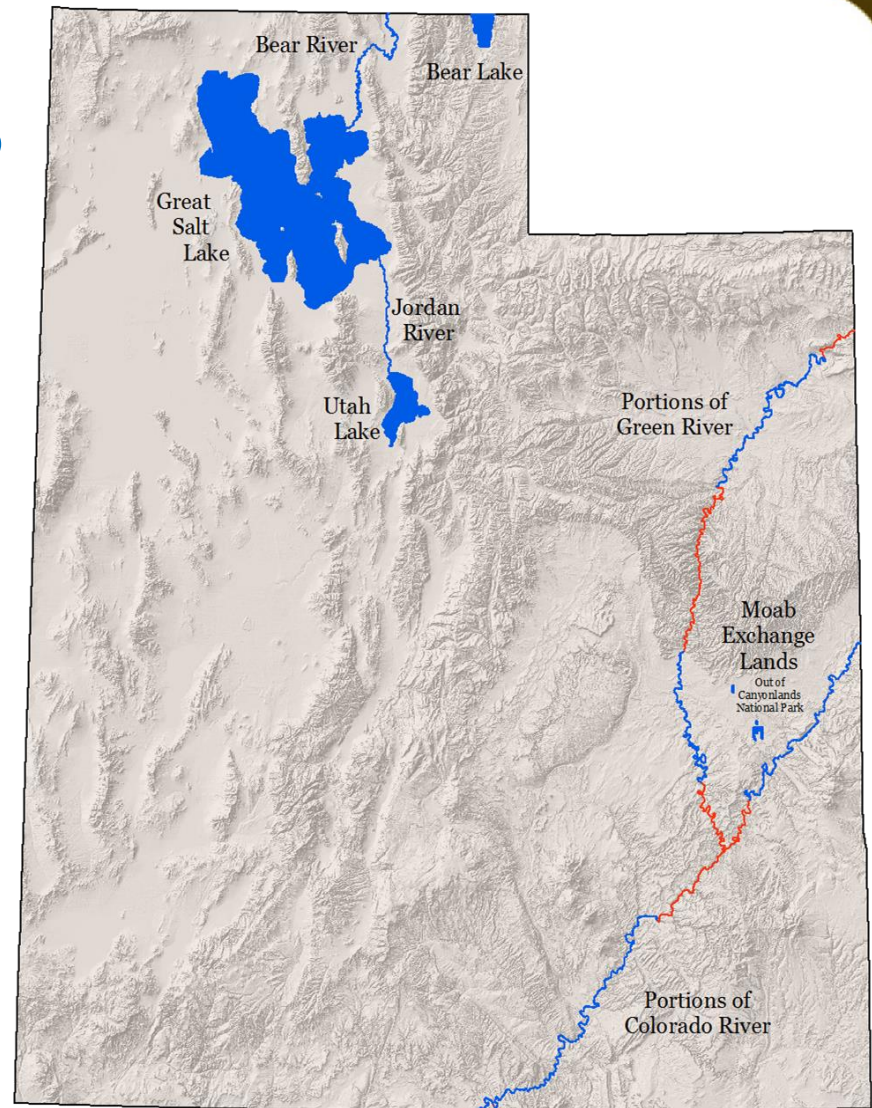 Bear River
Bear Lake
Great
Salt
Lake
Jordan
River
Utah
Lake
Portions of
Green River
Moab
Exchange
Lands
Out of
Canyonlands
National Park
Portions of
Colorado River